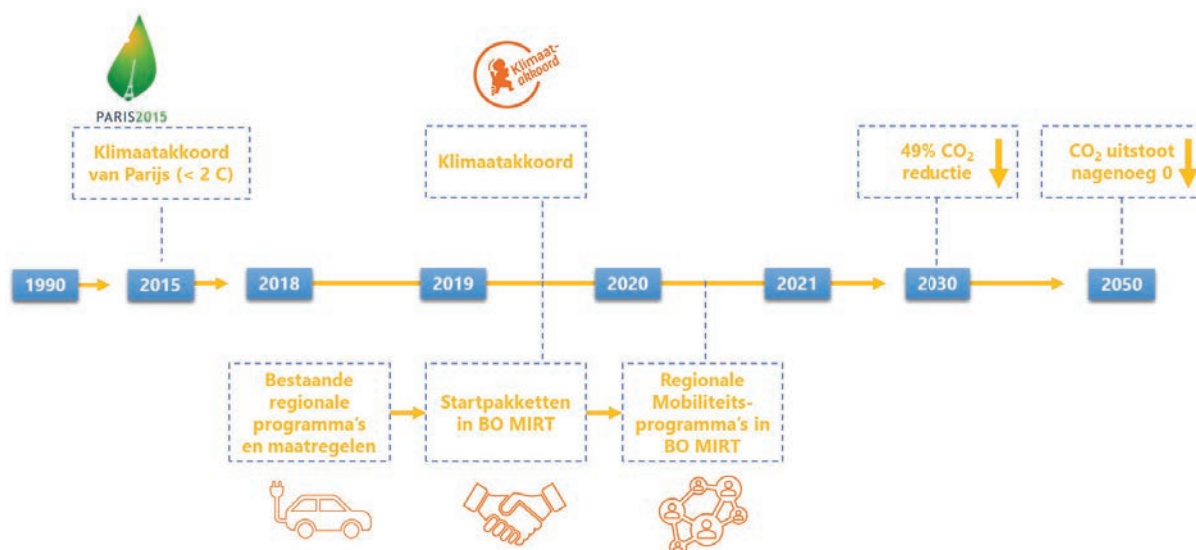 PARIS2015
Klimaatakkoord
van Parijs (< 2 C)
Klimaat-
akkoord
Klimaatakkoord
49% CO₂
reductie
CO₂ uitstoot
nagenoeg 0
1990
2015
2018
2019
2020
2021
2030
2050
Bestaande
regionale
programma's
en maatregelen
Startpakketten
in BO MIRT
Regionale
Mobiliteits-
programma's in
BO MIRT